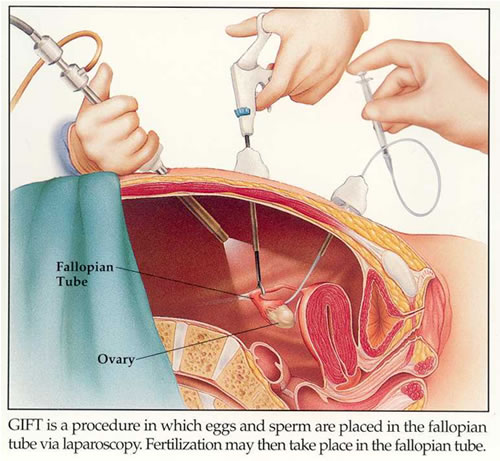 Fallopian
Tube
Ovary
GIFT is a procedure in which eggs and sperm are placed in the fallopian
tube via laparoscopy. Fertilization may then take place in the fallopian tube.